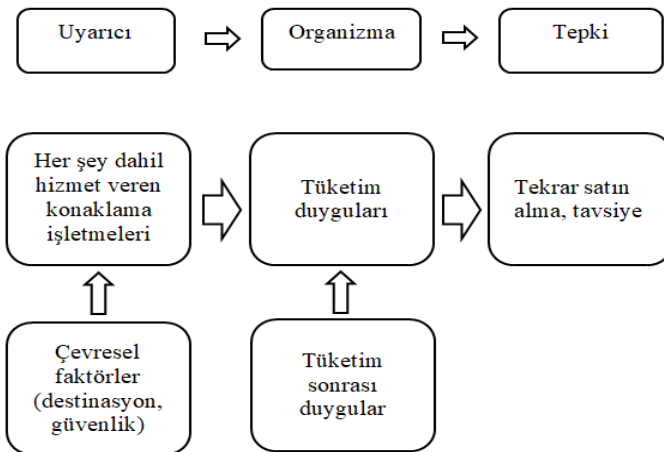 Uyarıcı
Organizma
Tepki
Her şey dahil
hizmet veren
konaklama
işletmeleri
Tüketim
duyguları
Tekrar satın
alma, tavsiye
Çevresel
faktörler
(destinasyon,
güvenlik)
Tüketim
sonrası
duygular